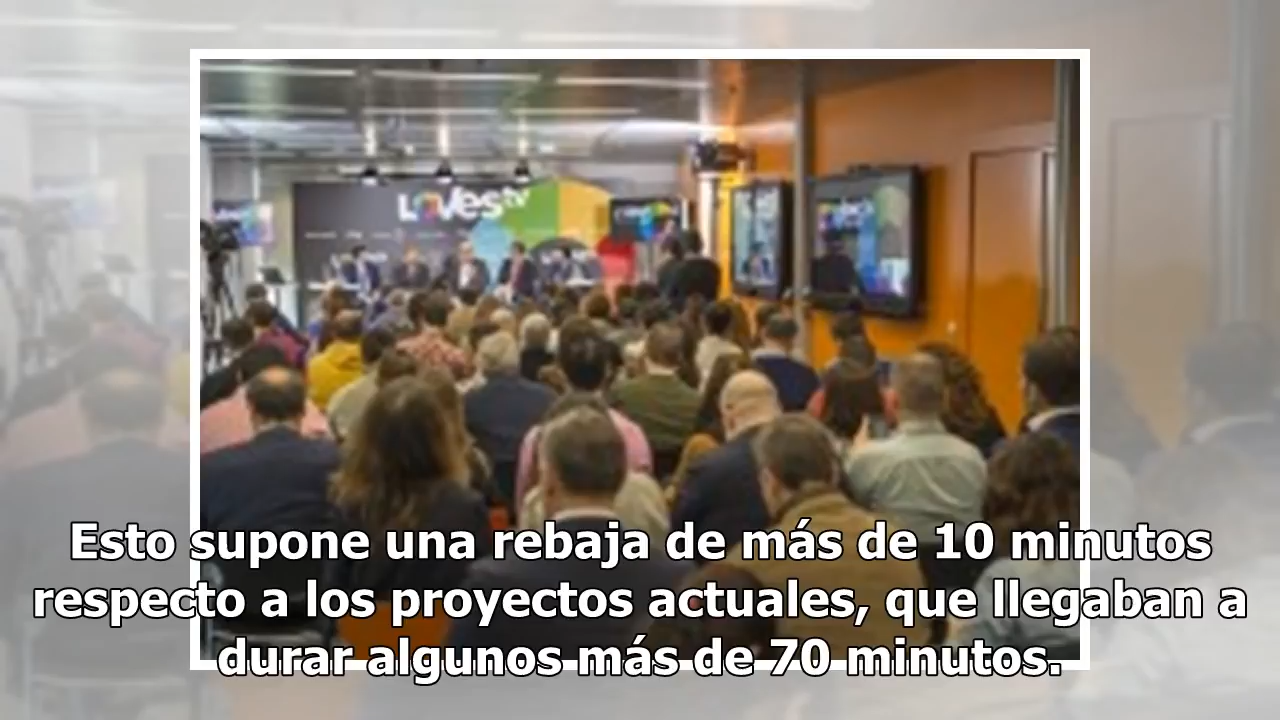 LOVEStv
Esto supone una rebaja de más de 10 minutos
respecto a los proyectos actuales, que llegaban a
durar algunos más de 70 minutos.